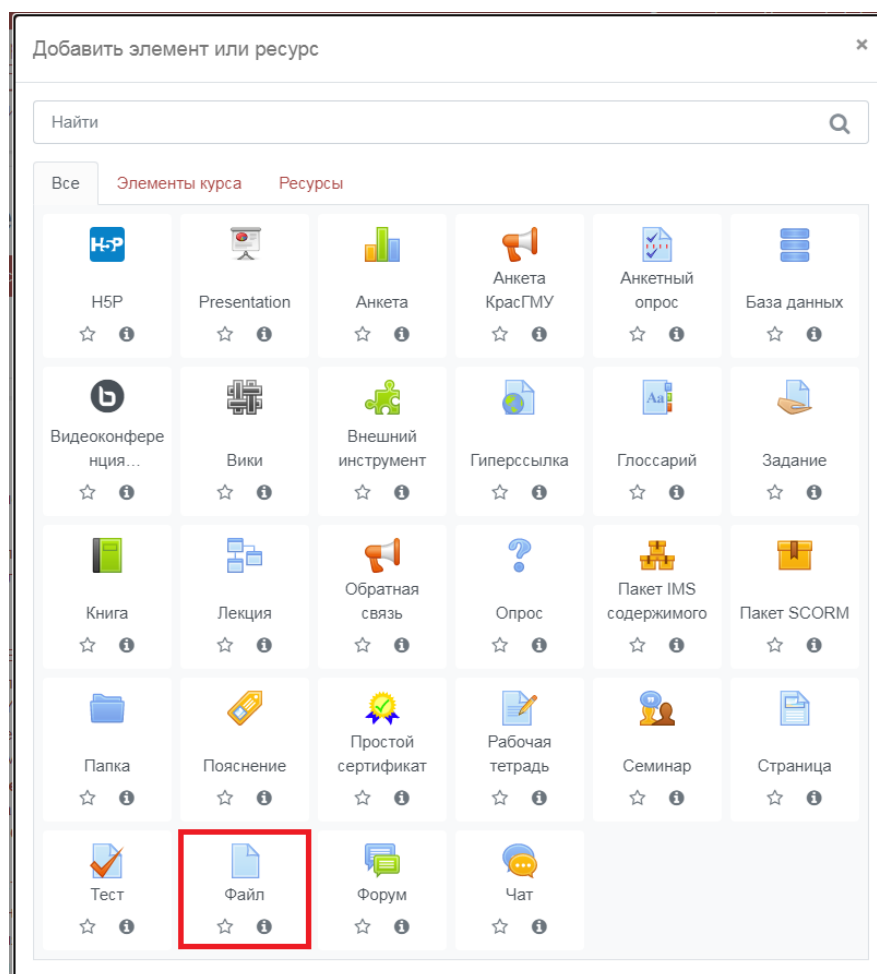 Добавить элемент или ресурс ×
Найти
Все Элементы курса Ресурсы
H5P
H5P
Presentation
Анкета
Анкета
КрасГМУ
Анкетный
опрос
База данных
Видеоконфере
нция...
Вики
Внешний
инструмент
Гиперссылка
Aa
Глоссарий
Задание
Книга
Лекция
Обратная
связь
Опрос
Пакет IMS
содержимого
Пакет SCORM
Папка
Пояснение
Простой
сертификат
Рабочая
тетрадь
Семинар
Страница
Тест
Файл
Форум
Чат